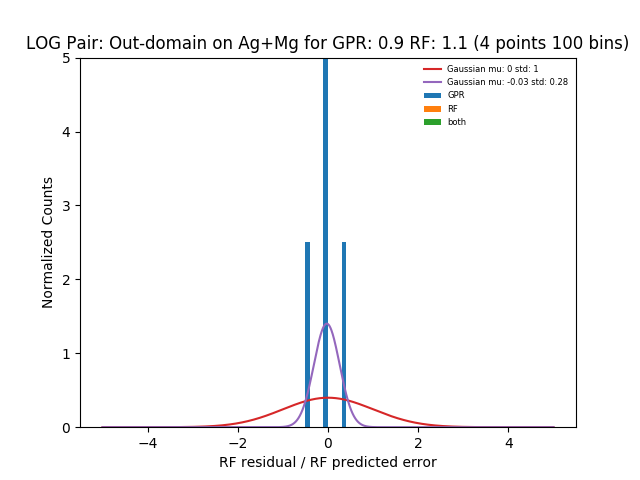 LOG Pair: Out-domain on Ag+Mg for GPR: 0.9 RF: 1.1 (4 points 100 bins)
Gaussian mu: 0 std: 1
Gaussian mu: -0.03 std: 0.28
GPR
RF
both
5
4
3
2
1
0
Normalized Counts
−4 −2 0 2 4
RF residual / RF predicted error